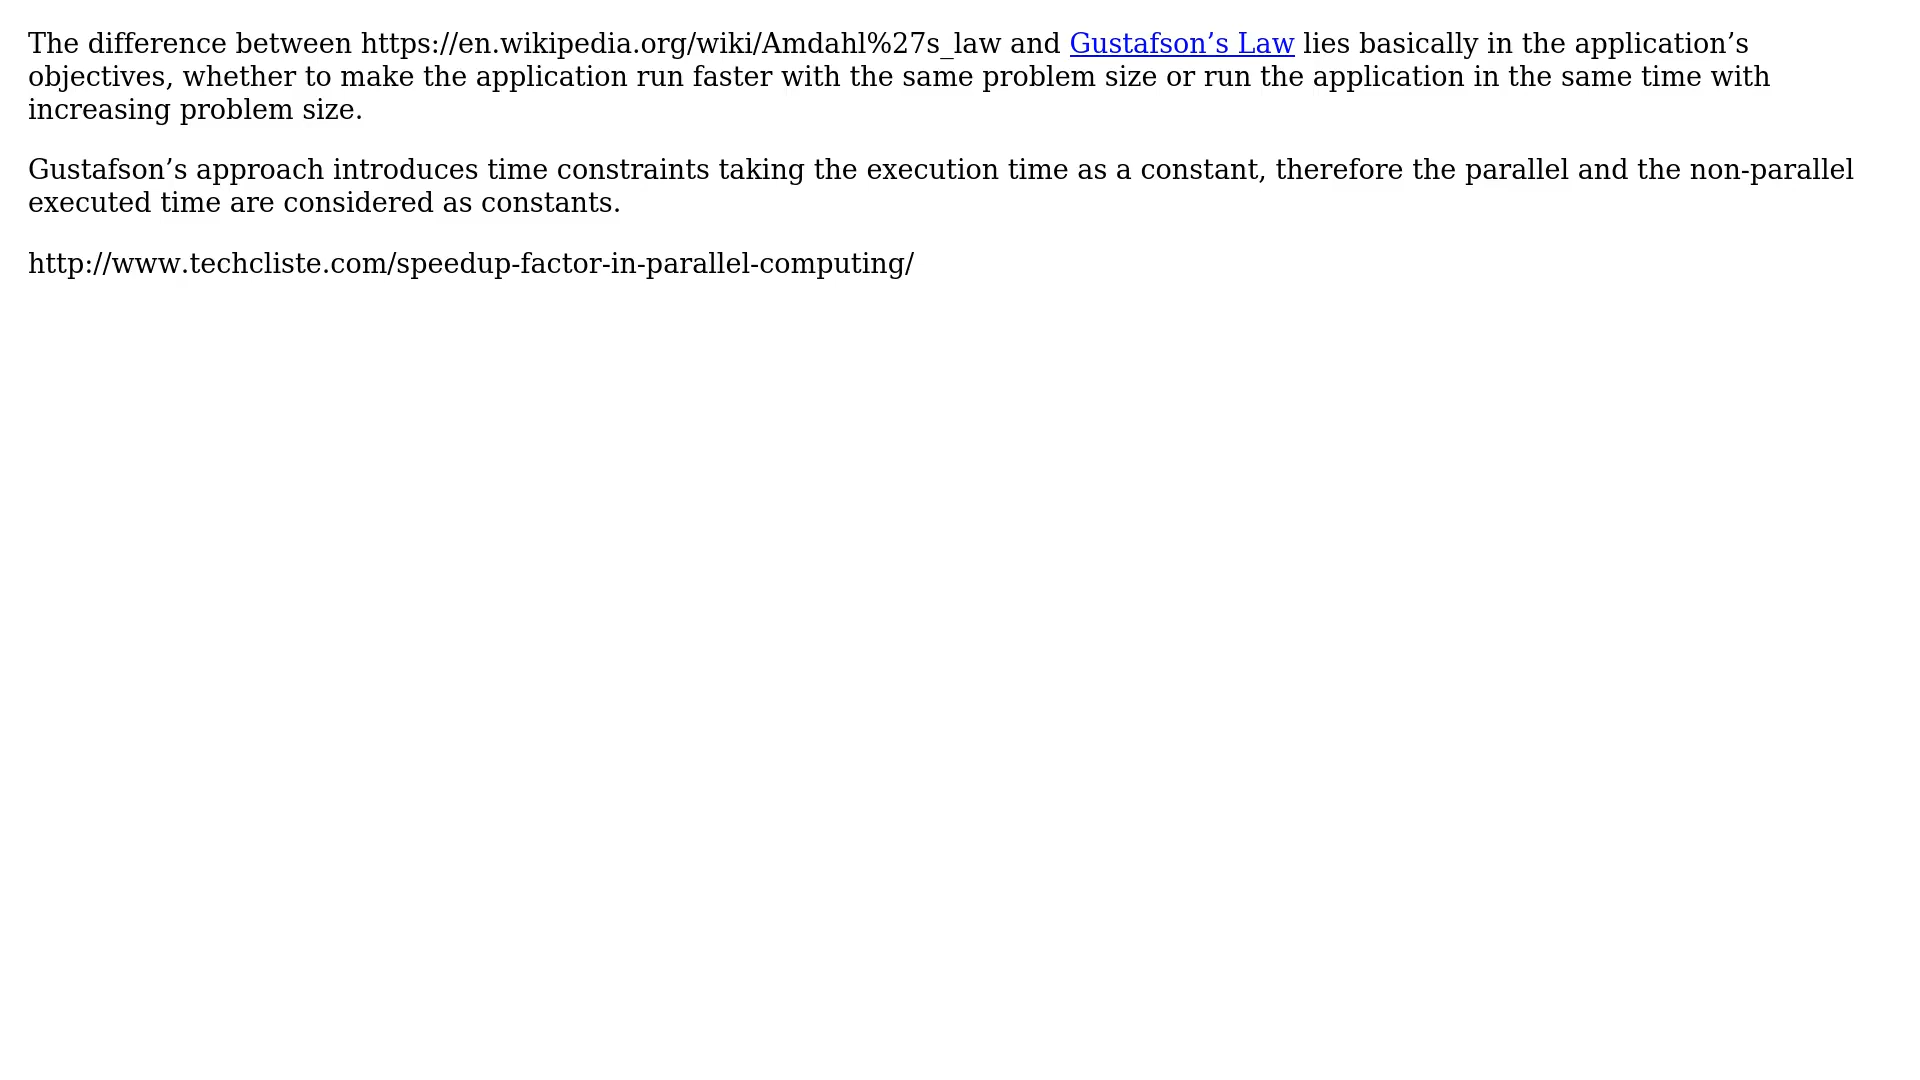 The difference between https://en.wikipedia.org/wiki/Amdahl%27s_law and Gustafson’s Law lies basically in the application’s
objectives, whether to make the application run faster with the same problem size or run the application in the same time with
increasing problem size.
Gustafson’s approach introduces time constraints taking the execution time as a constant, therefore the parallel and the non-parallel
executed time are considered as constants.
http://www.techcliste.com/speedup-factor-in-parallel-computing/